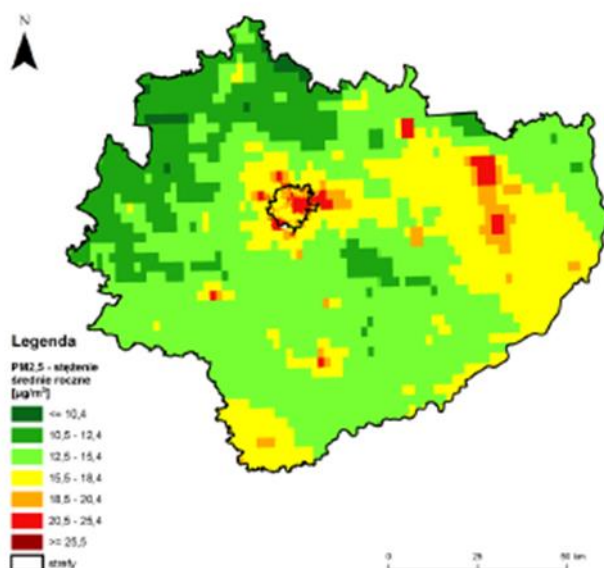 N
Legenda
PM2,5 - stężenie
średnie roczne
[µg/m³]
<= 10,4
10,5 - 12,4
12,5 - 15,4
15,5 - 18,4
18,5 - 20,4
20,5 - 25,4
>= 25,5
strefy
0 25 50 km